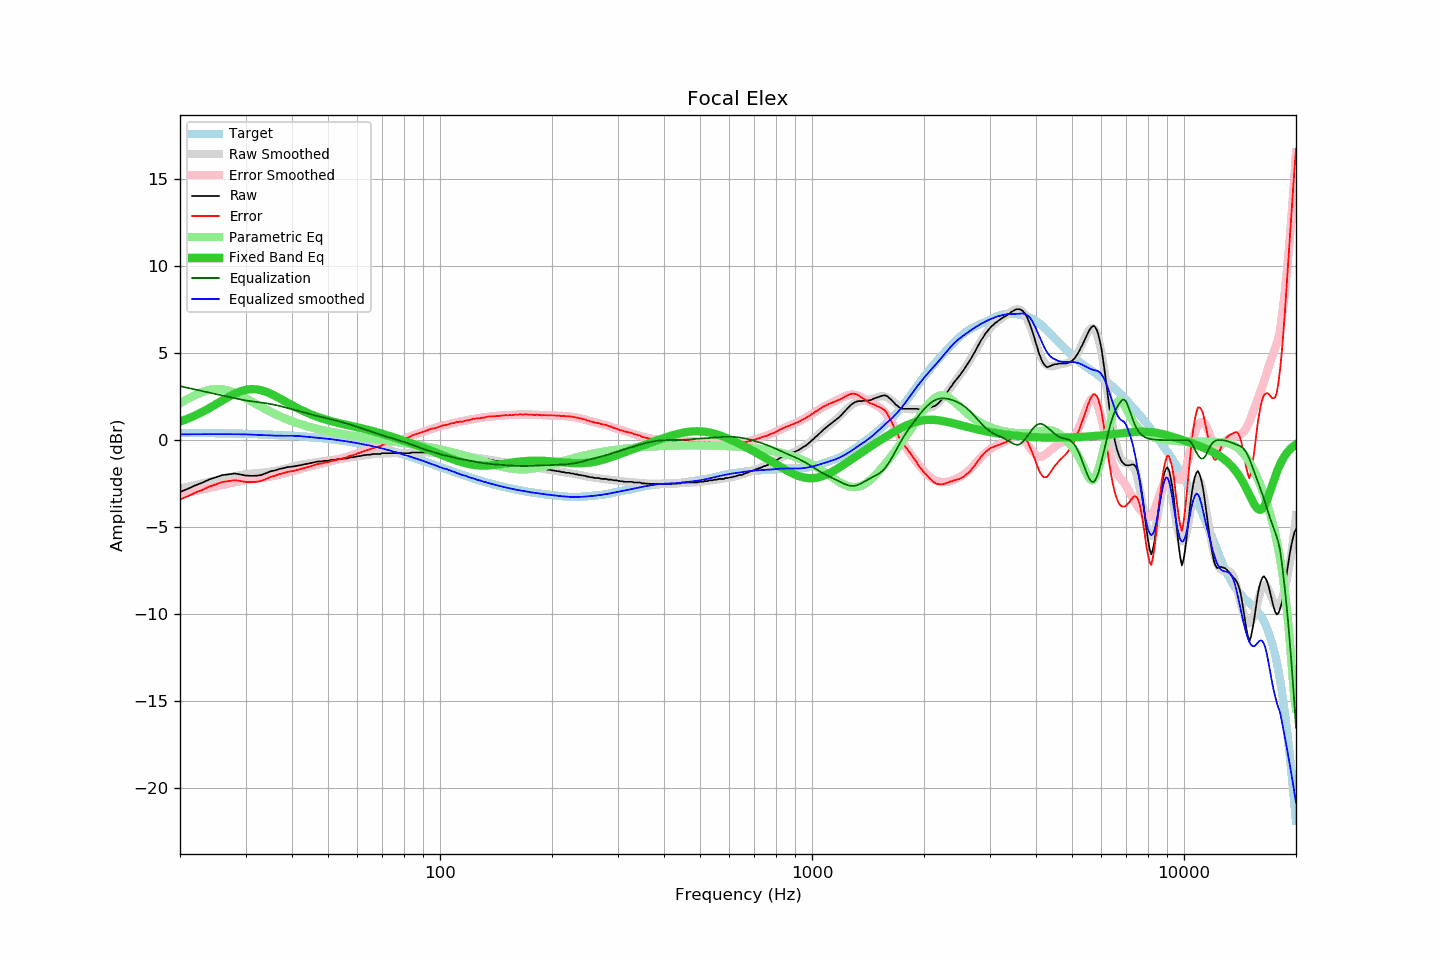 Focal Elex
Target
Raw Smoothed
Error Smoothed
Raw
Error
Parametric Eq
Fixed Band Eq
Equalization
Equalized smoothed
15
10
5
0
−5
−10
−15
−20
Amplitude (dBr)
100
1000
10000
Frequency (Hz)